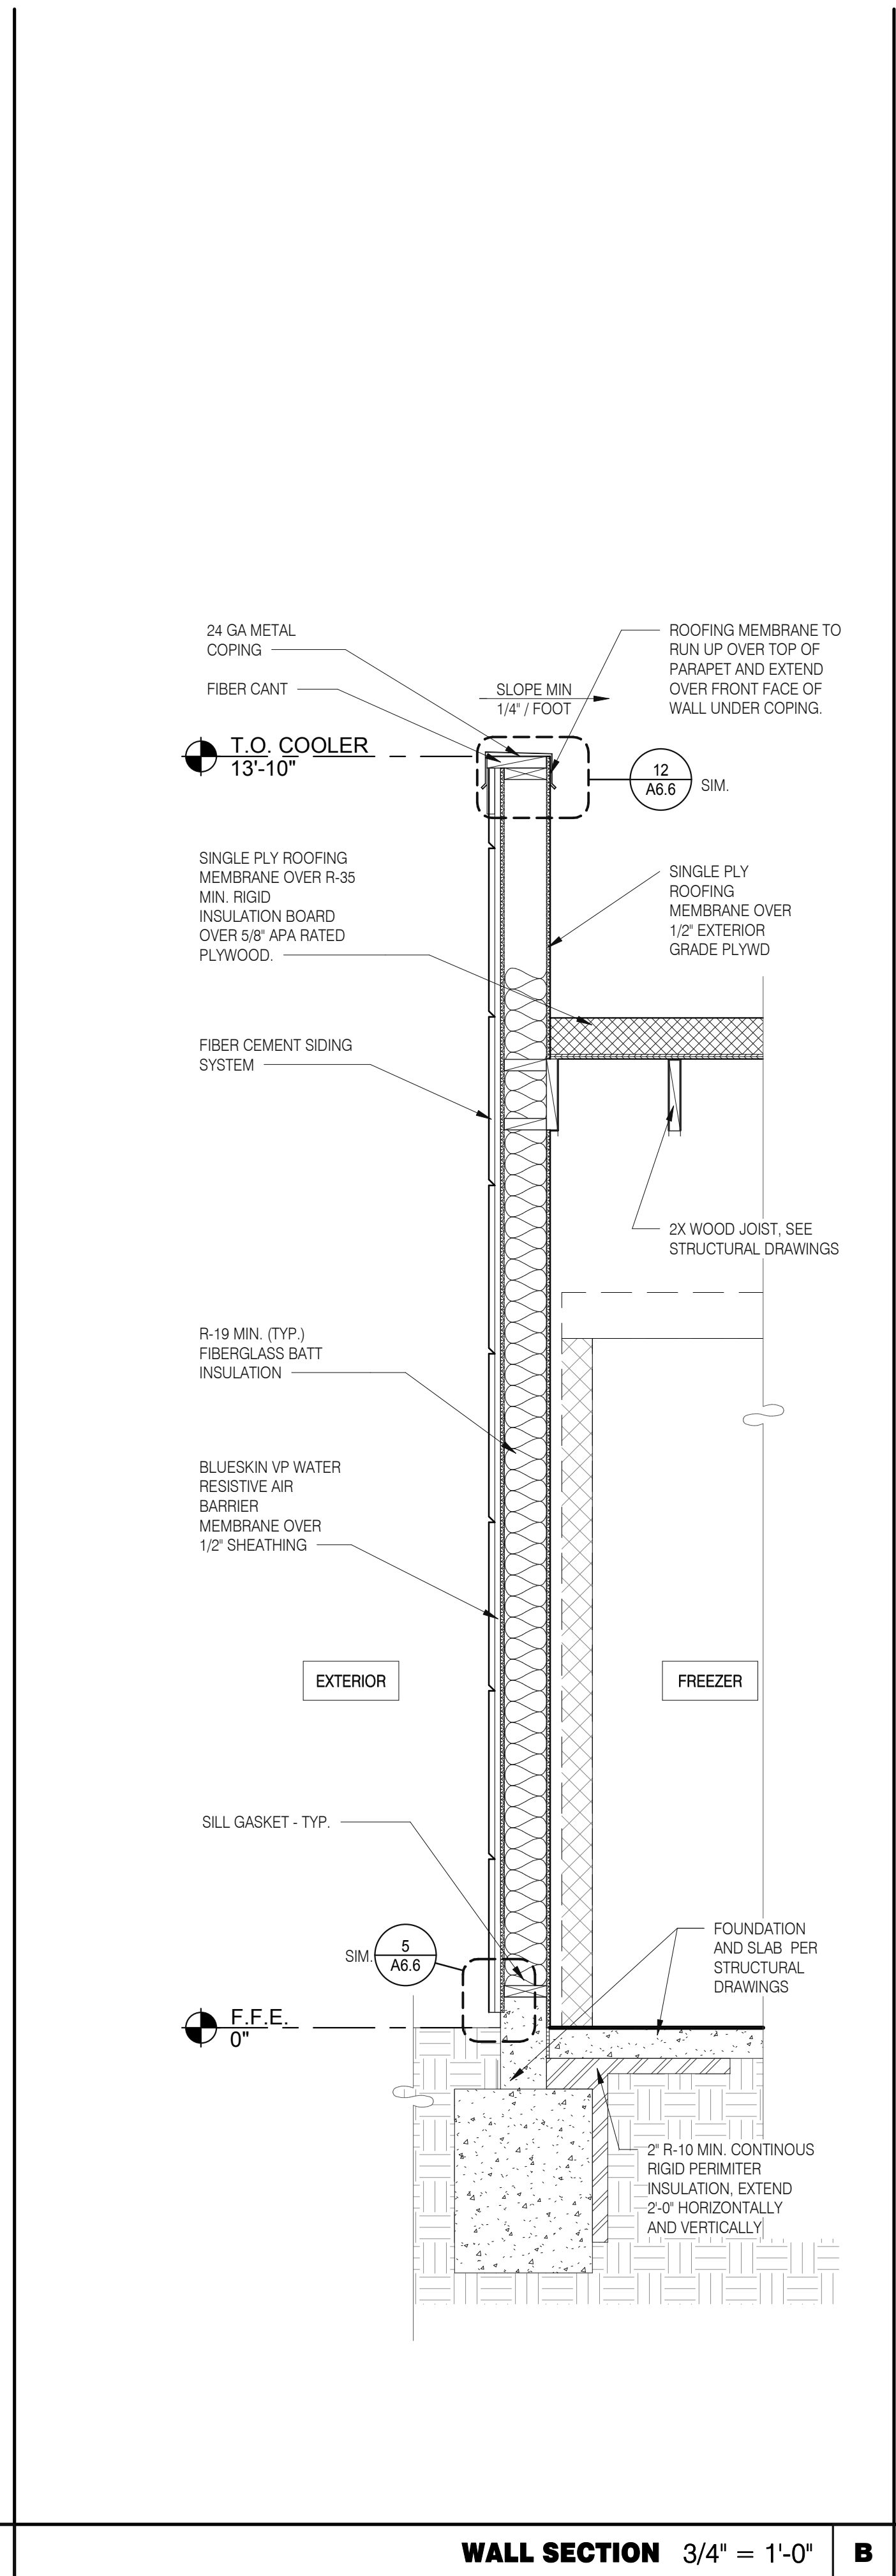 24 GA METAL
COPING
FIBER CANT
SLOPE MIN
1/4" / FOOT
ROOFING MEMBRANE TO
RUN UP OVER TOP OF
PARAPET AND EXTEND
OVER FRONT FACE OF
WALL UNDER COPING.
T.O. COOLER
13'-10"
12
A6.6
SIM.
SINGLE PLY ROOFING
MEMBRANE OVER R-35
MIN. RIGID
INSULATION BOARD
OVER 5/8" APA RATED
PLYWOOD.
SINGLE PLY
ROOFING
MEMBRANE OVER
1/2" EXTERIOR
GRADE PLYWD
FIBER CEMENT SIDING
SYSTEM
2X WOOD JOIST, SEE
STRUCTURAL DRAWINGS
R-19 MIN. (TYP.)
FIBERGLASS BATT
INSULATION
BLUESKIN VP WATER
RESISTIVE AIR
BARRIER
MEMBRANE OVER
1/2" SHEATHING
EXTERIOR
FREEZER
SILL GASKET - TYP.
SIM.
5
A6.6
FOUNDATION
AND SLAB PER
STRUCTURAL
DRAWINGS
F.F.E.
0"
2" R-10 MIN. CONTINOUS
RIGID PERIMITER
INSULATION, EXTEND
2'-0" HORIZONTALLY
AND VERTICALLY
WALL SECTION 3/4" = 1'-0" B